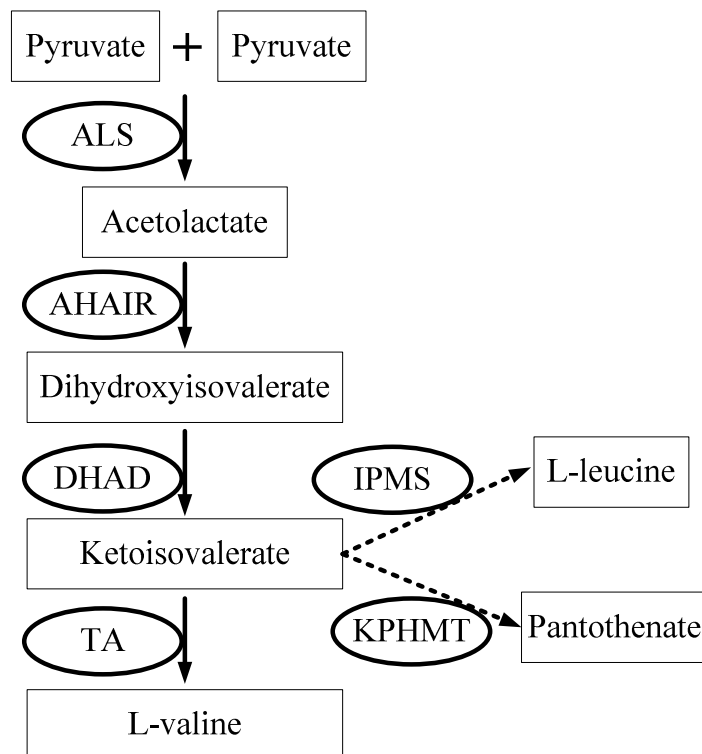 Pyruvate + Pyruvate
ALS
Acetolactate
AHAIR
Dihydroxyisovalerate
DHAD
IPMS
L-leucine
Ketoisovalerate
TA
KPHMT
Pantothenate
L-valine